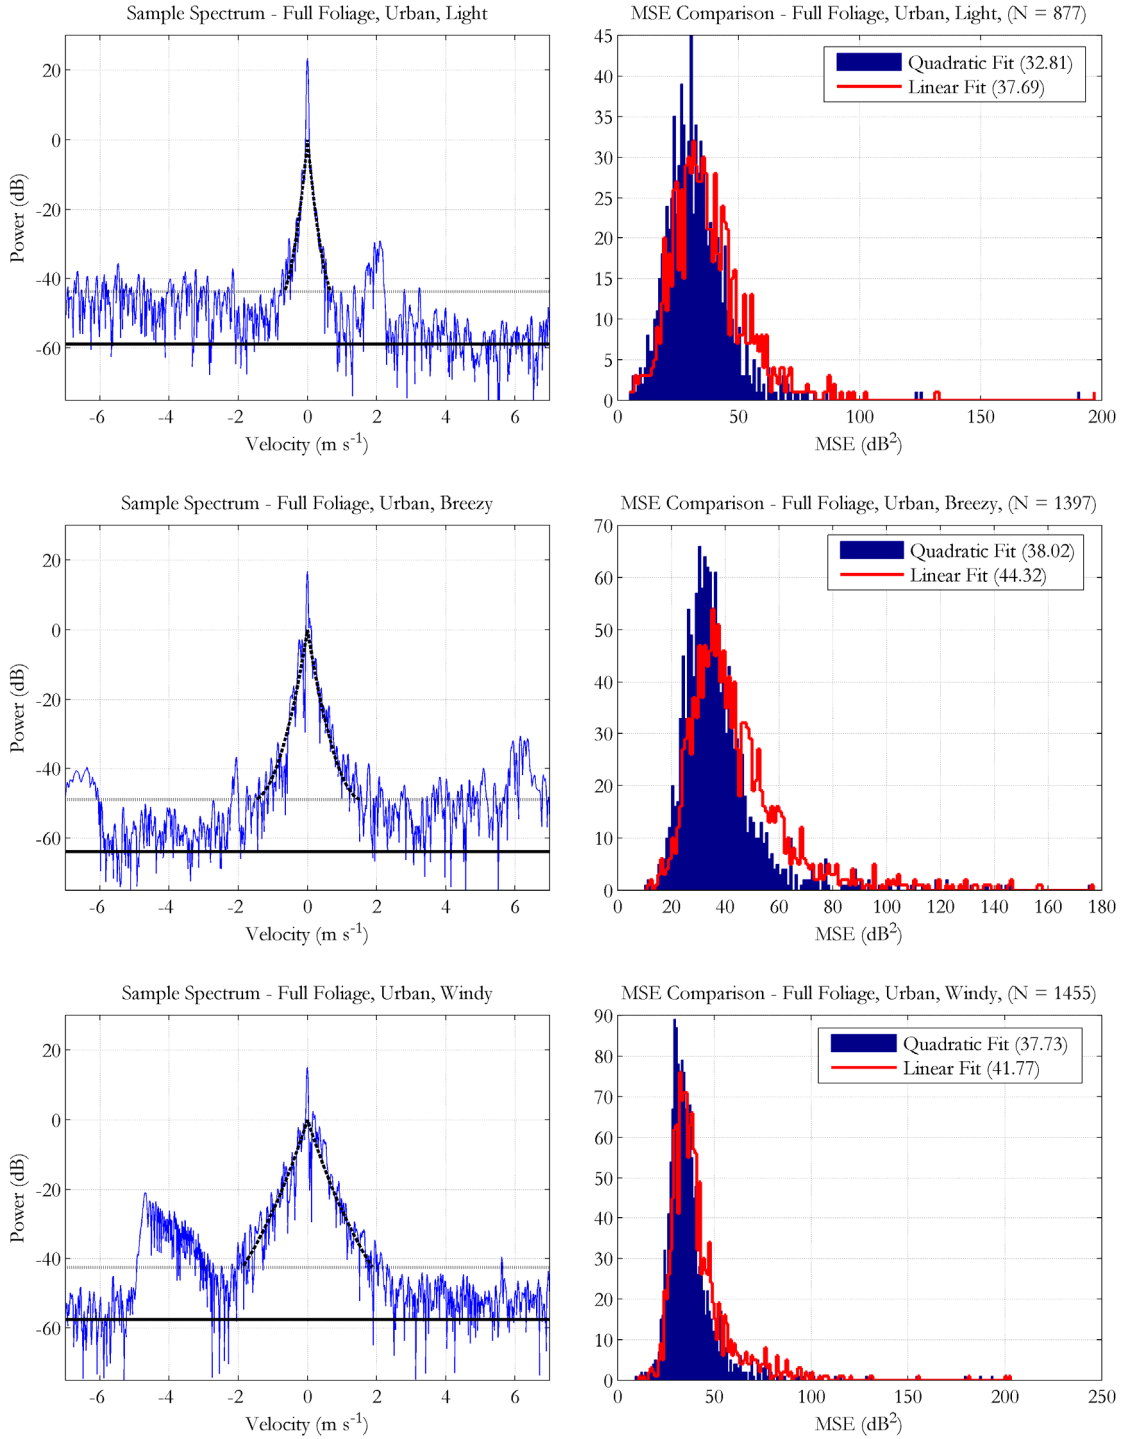 Sample Spectrum - Full Foliage, Urban, Light
20
0
-20
-40
-60
Power (dB)
-6 -4 -2 0 2 4 6
Velocity (m s-1)
MSE Comparison - Full Foliage, Urban, Light, (N = 877)
45
40
35
30
25
20
15
10
5
0
Quadratic Fit (32.81)
Linear Fit (37.69)
0 50 100 150 200
MSE (dB2)
Sample Spectrum - Full Foliage, Urban, Breezy
20
0
-20
-40
-60
Power (dB)
-6 -4 -2 0 2 4 6
Velocity (m s-1)
MSE Comparison - Full Foliage, Urban, Breezy, (N = 1397)
70
60
50
40
30
20
10
0
Quadratic Fit (38.02)
Linear Fit (44.32)
0 20 40 60 80 100 120 140 160 180
MSE (dB2)
Sample Spectrum - Full Foliage, Urban, Windy
20
0
-20
-40
-60
Power (dB)
-6 -4 -2 0 2 4 6
Velocity (m s-1)
MSE Comparison - Full Foliage, Urban, Windy, (N = 1455)
90
80
70
60
50
40
30
20
10
0
Quadratic Fit (37.73)
Linear Fit (41.77)
0 50 100 150 200 250
MSE (dB2)